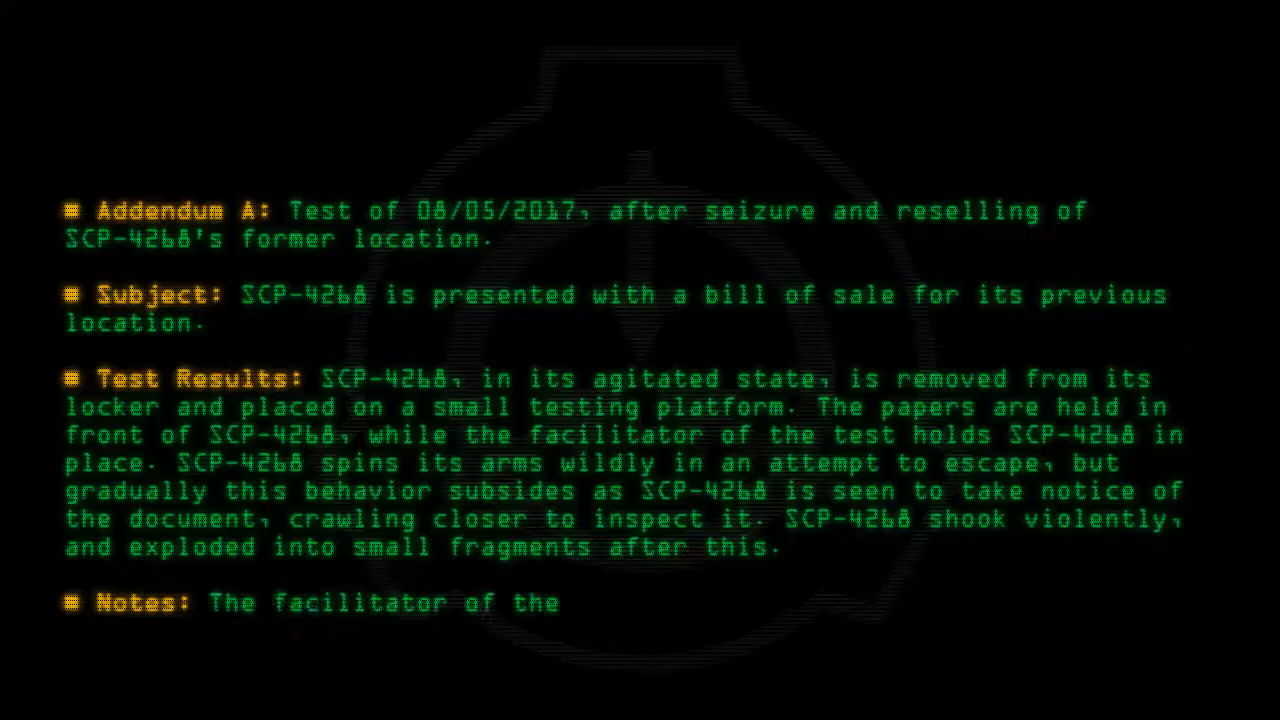 ■ Addendum A: Test of 08/05/2017, after seizure and reselling of
SCP-4268's former location.
■ Subject: SCP-4268 is presented with a bill of sale for its previous
location.
■ Test Results: SCP-4268, in its agitated state, is removed from its
locker and placed on a small testing platform. The papers are held in
front of SCP-4268, while the facilitator of the test holds SCP-4268 in
place. SCP-4268 spins its arms wildly in an attempt to escape, but
gradually this behavior subsides as SCP-4268 is seen to take notice of
the document, crawling closer to inspect it. SCP-4268 shook violently,
and exploded into small fragments after this.
■ Notes: The facilitator of the